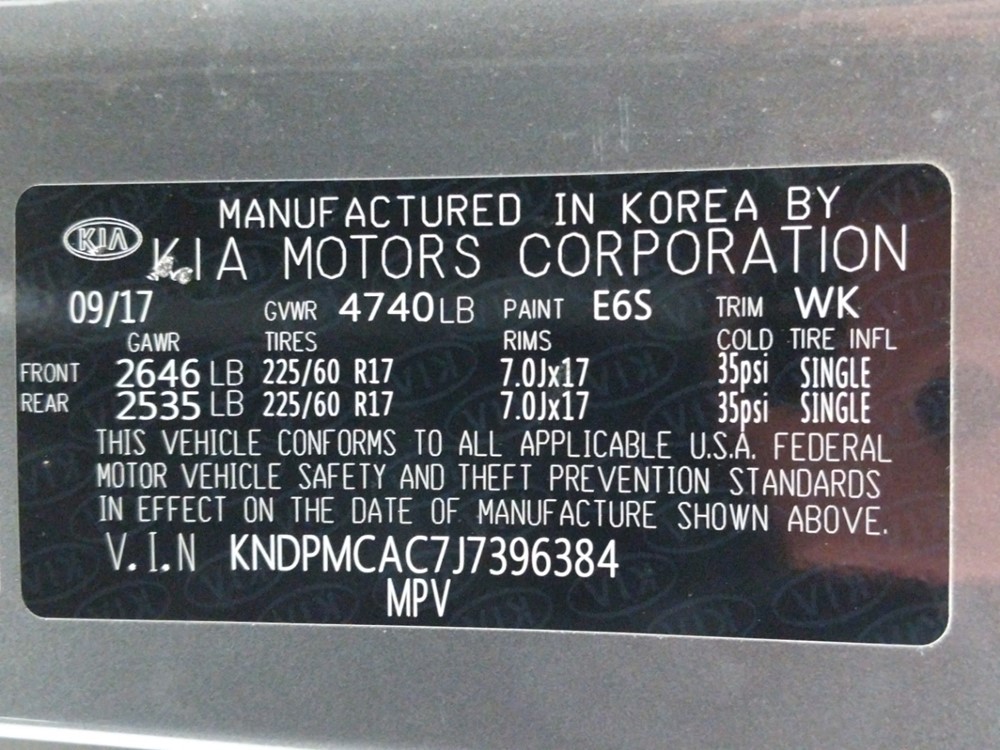 MANUFACTURED IN KOREA BY
KIA KIA MOTORS CORPORATION
09/17 GVWR 4740 LB PAINT E6S TRIM WK
GAWR TIRES RIMS COLD TIRE INFL
FRONT 2646 LB 225/60 R17 7.0Jx17 35psi SINGLE
REAR 2535 LB 225/60 R17 7.0Jx17 35psi SINGLE
THIS VEHICLE CONFORMS TO ALL APPLICABLE U.S.A. FEDERAL
MOTOR VEHICLE SAFETY AND THEFT PREVENTION STANDARDS
IN EFFECT ON THE DATE OF MANUFACTURE SHOWN ABOVE.
V.I.N KNDPMCAC7J7396384
MPV